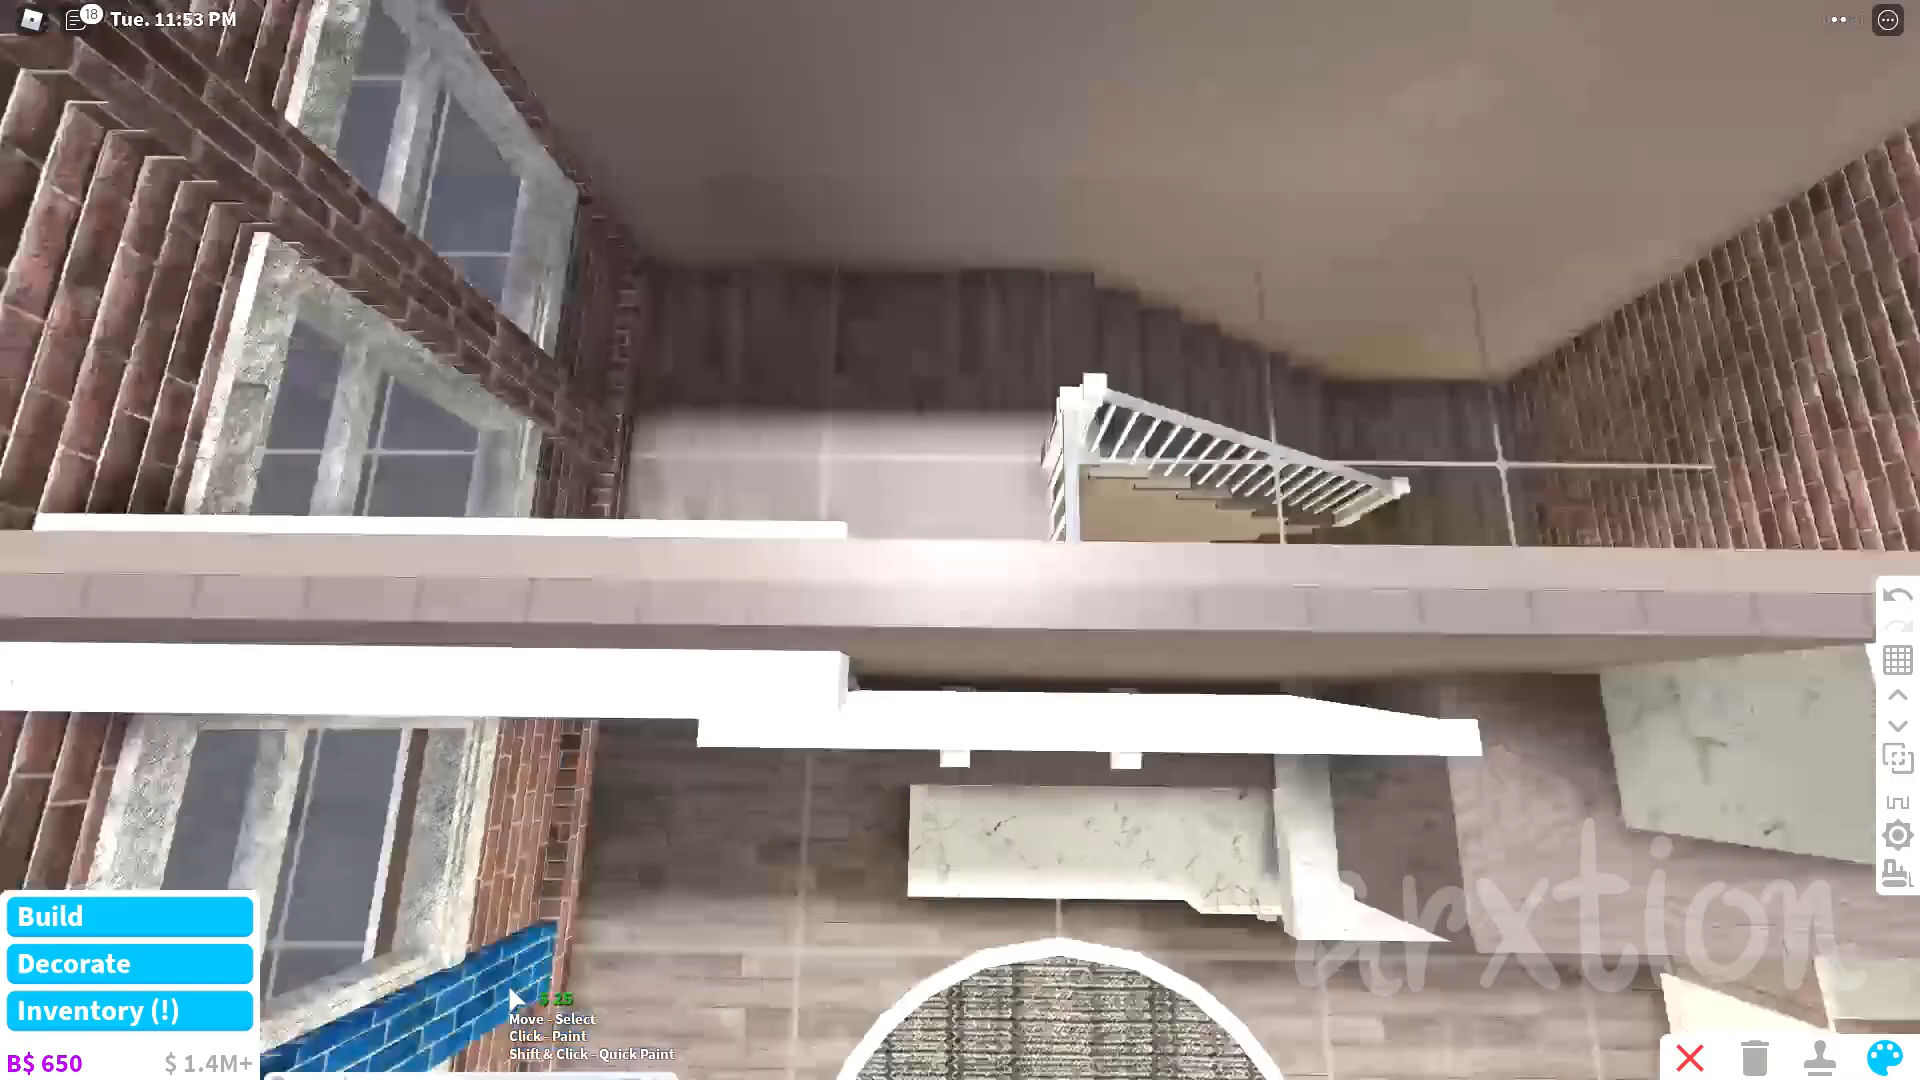 18
Tue. 11:53 PM
Build
Decorate
Inventory (!)
B$ 650
$ 1.4M+
$ 25
Move - Select
Click - Paint
Shift & Click - Quick Paint
arxtion